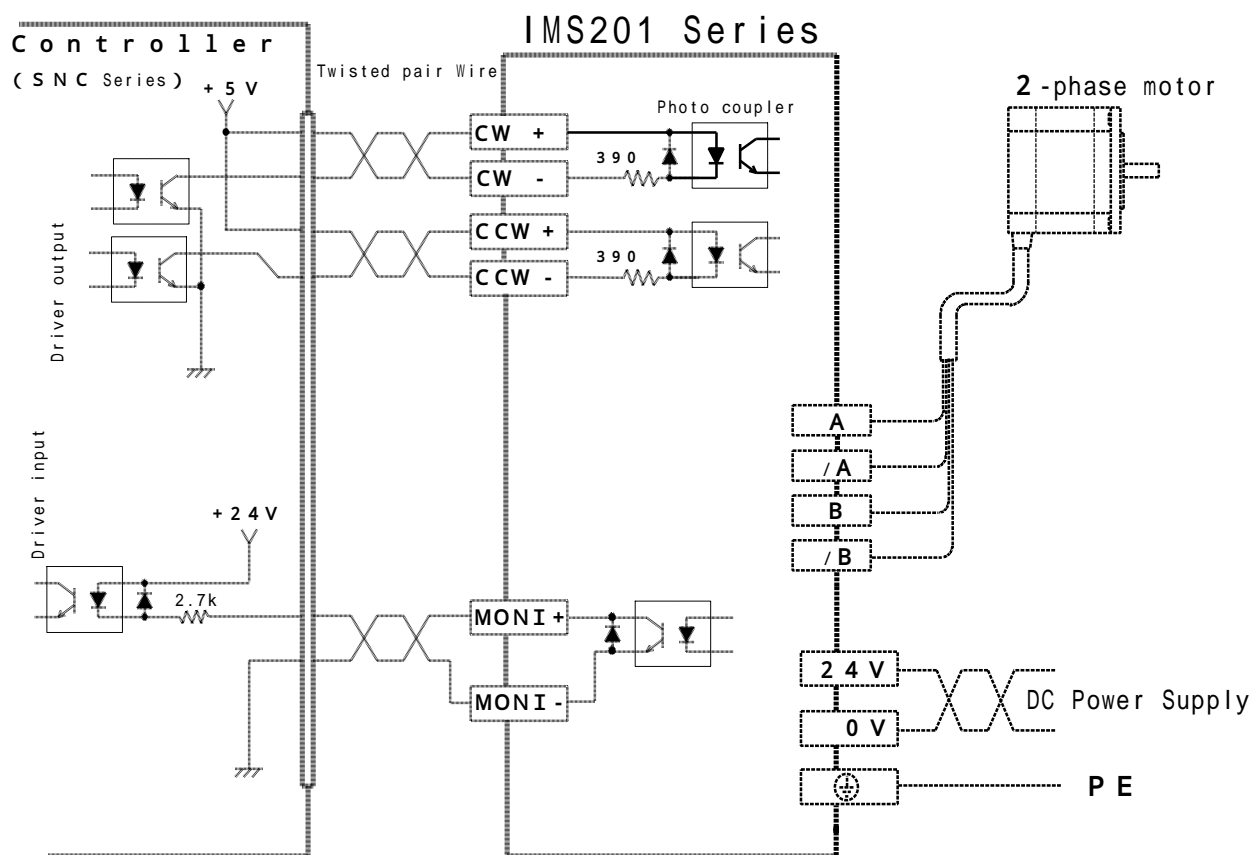 IMS201 Series
Controller
(SNC Series)
+5V
Twisted pair Wire
2-phase motor
Photo coupler
CW +
390
CW -
CCW +
390
CCW -
Driver output
A
/A
B
/B
Driver input
+24V
2.7k
MONI+
MONI-
24V
0V
DC Power Supply
PE